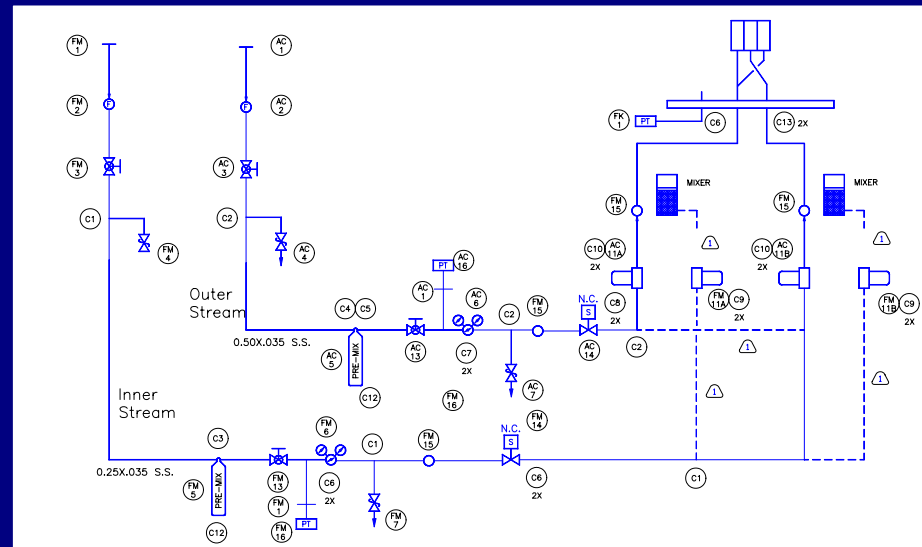 FM 1
AC 1
FM 2
F
AC 2
F
FK 1
PT
C6
C13 2X
FM 3
AC 3
MIXER
MIXER
FM 15
FM 15
C1
FM 4
C2
AC 4
1
1
C10 AC 11A
2X
C10 AC 11B
2X
PT
AC 16
Outer
Stream
AC 1
AC 6
C4 C5
C2
FM 15
N.C.
S
C8
2X
FM 11A C9
2X
FM 11B C9
2X
0.50X.035 S.S.
AC 5
PRE-MIX
C12
AC 13
C7
2X
AC 14
C2
1
AC 7
Inner
Stream
FM 16
1
1
C3
FM 6
C1
FM 15
FM 14
N.C.
S
0.25X.035 S.S.
FM 5
PRE-MIX
C12
FM 13
FM 1
FM 16
PT
C6
2X
FM 7
C6
2X
C1